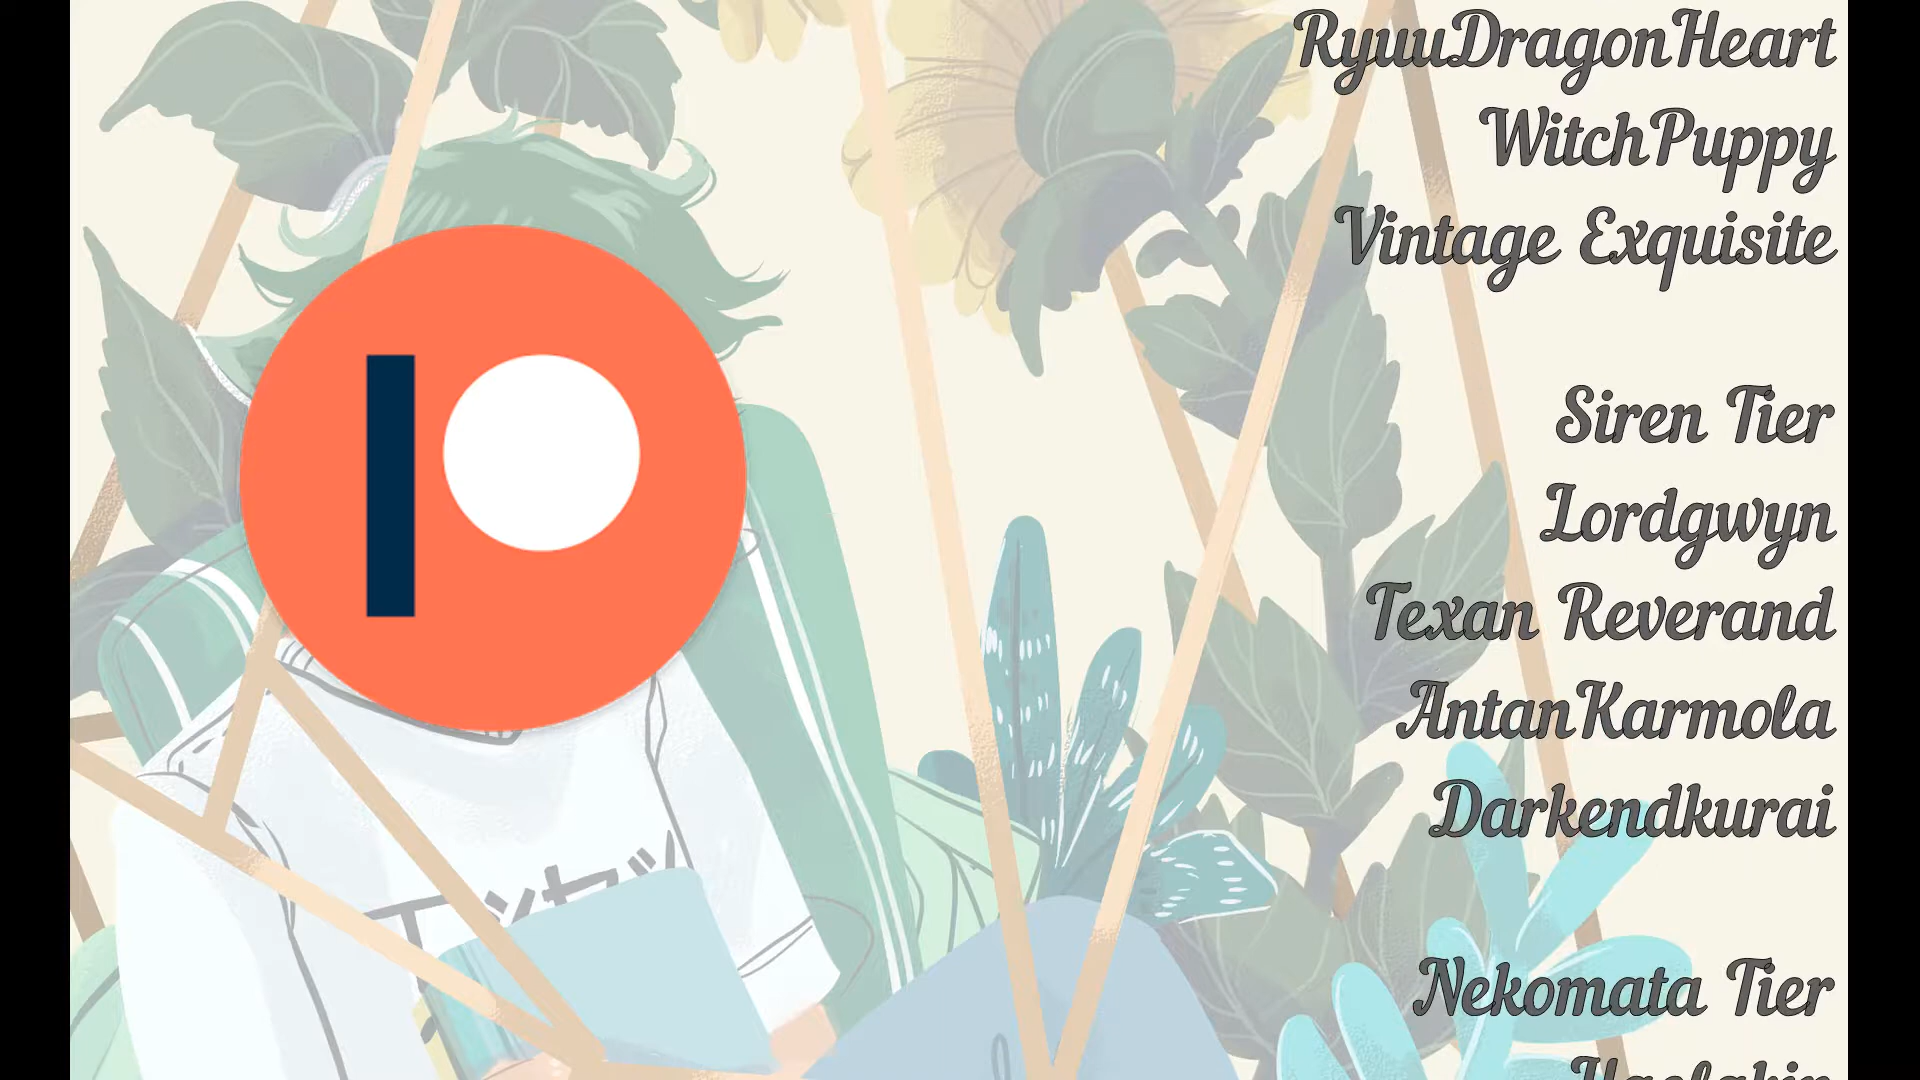 RyuuDragonHeart
WitchPuppy
Vintage Exquisite
Siren Tier
Lordgwyn
Texan Reverand
AntanKarmola
Darkendkurai
Nekomata Tier